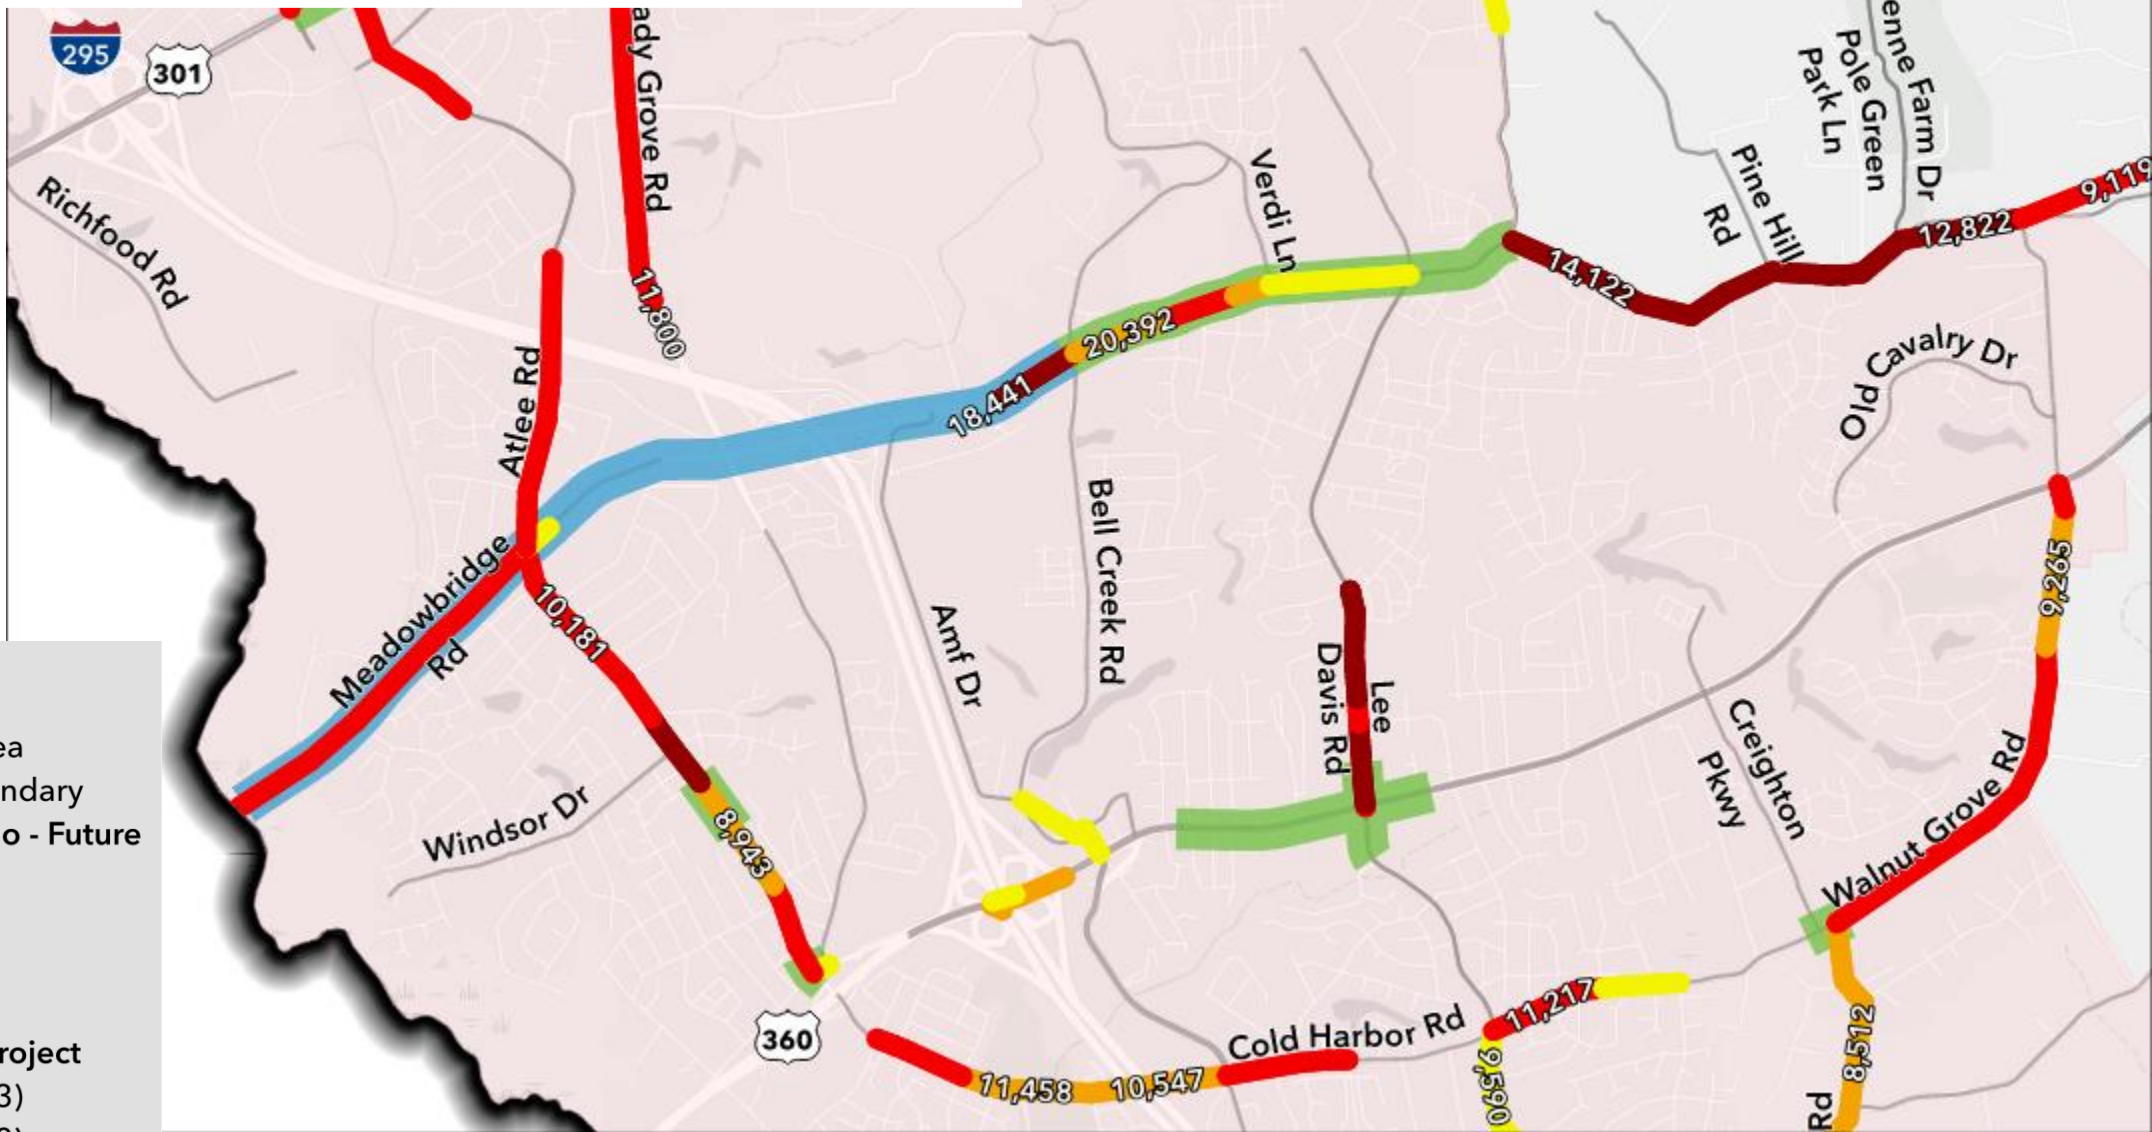 295
301
ady Grove Rd
enne Farm Dr
Pole Green
Park Ln
Verdi Ln
Pine Hill
Rd
9,119
12,822
Richfood Rd
14,122
11,800
20,392
Old Cavalry Dr
Atlee Rd
18,441
Bell Creek Rd
9,265
Meadowbridge
Rd
10,181
Amf Dr
Lee
Davis Rd
Creighton
Pkwy
Walnut Grove Rd
ea
ndary
o - Future
Windsor Dr
8,943
11,217
Cold Harbor Rd
360
8,512
11,458
10,547
9,590
roject
3)
Rd